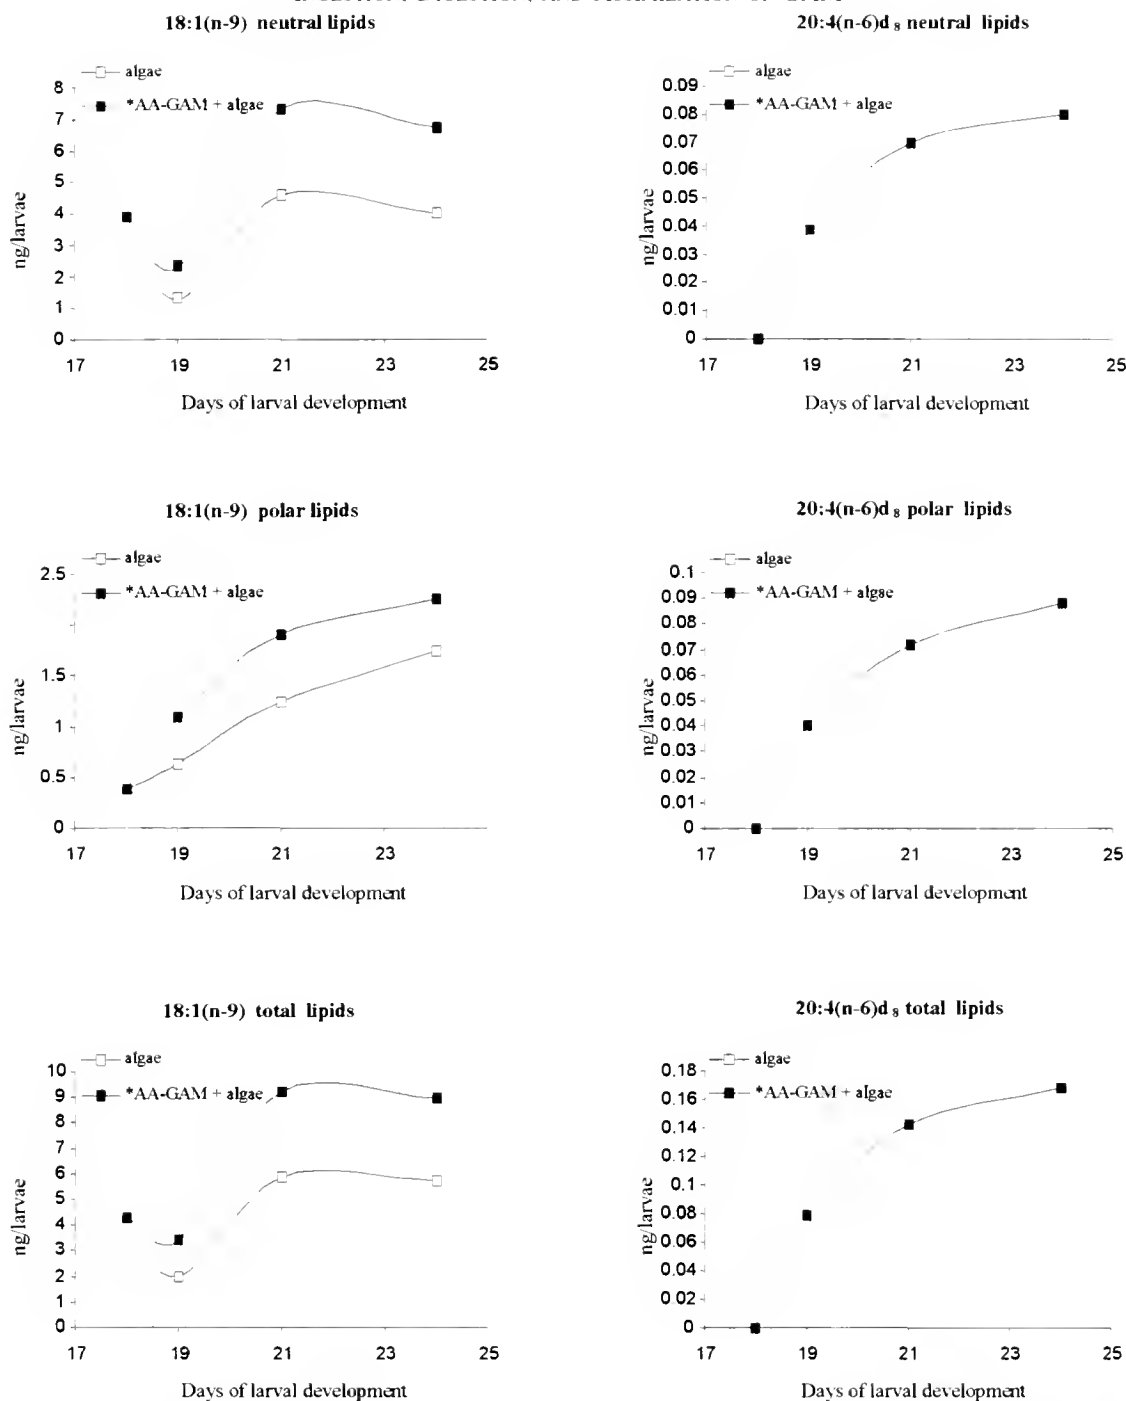 18:1(n-9) neutral lipids
algae
*AA-GAM + algae
8
7
6
5
4
3
2
1
0
ng/larvae
17 19 21 23 25
Days of larval development
20:4(n-6)d8 neutral lipids
algae
*AA-GAM + algae
0.09
0.08
0.07
0.06
0.05
0.04
0.03
0.02
0.01
0
ng/larvae
17 19 21 23 25
Days of larval development
18:1(n-9) polar lipids
algae
*AA-GAM + algae
2.5
1.5
1
0.5
0
ng/larvae
17 19 21 23
Days of larval development
20:4(n-6)d8 polar lipids
algae
*AA-GAM + algae
0.1
0.09
0.08
0.07
0.06
0.05
0.04
0.03
0.02
0.01
0
ng/larvae
17 19 21 23 25
Days of larval development
18:1(n-9) total lipids
algae
*AA-GAM + algae
10
9
8
7
6
5
4
3
2
1
0
ng/larvae
17 19 21 23 25
Days of larval development
20:4(n-6)d8 total lipids
algae
*AA-GAM + algae
0.18
0.16
0.14
0.12
0.1
0.08
0.06
0.04
0.02
0
ng/larvae
17 19 21 23 25
Days of larval development